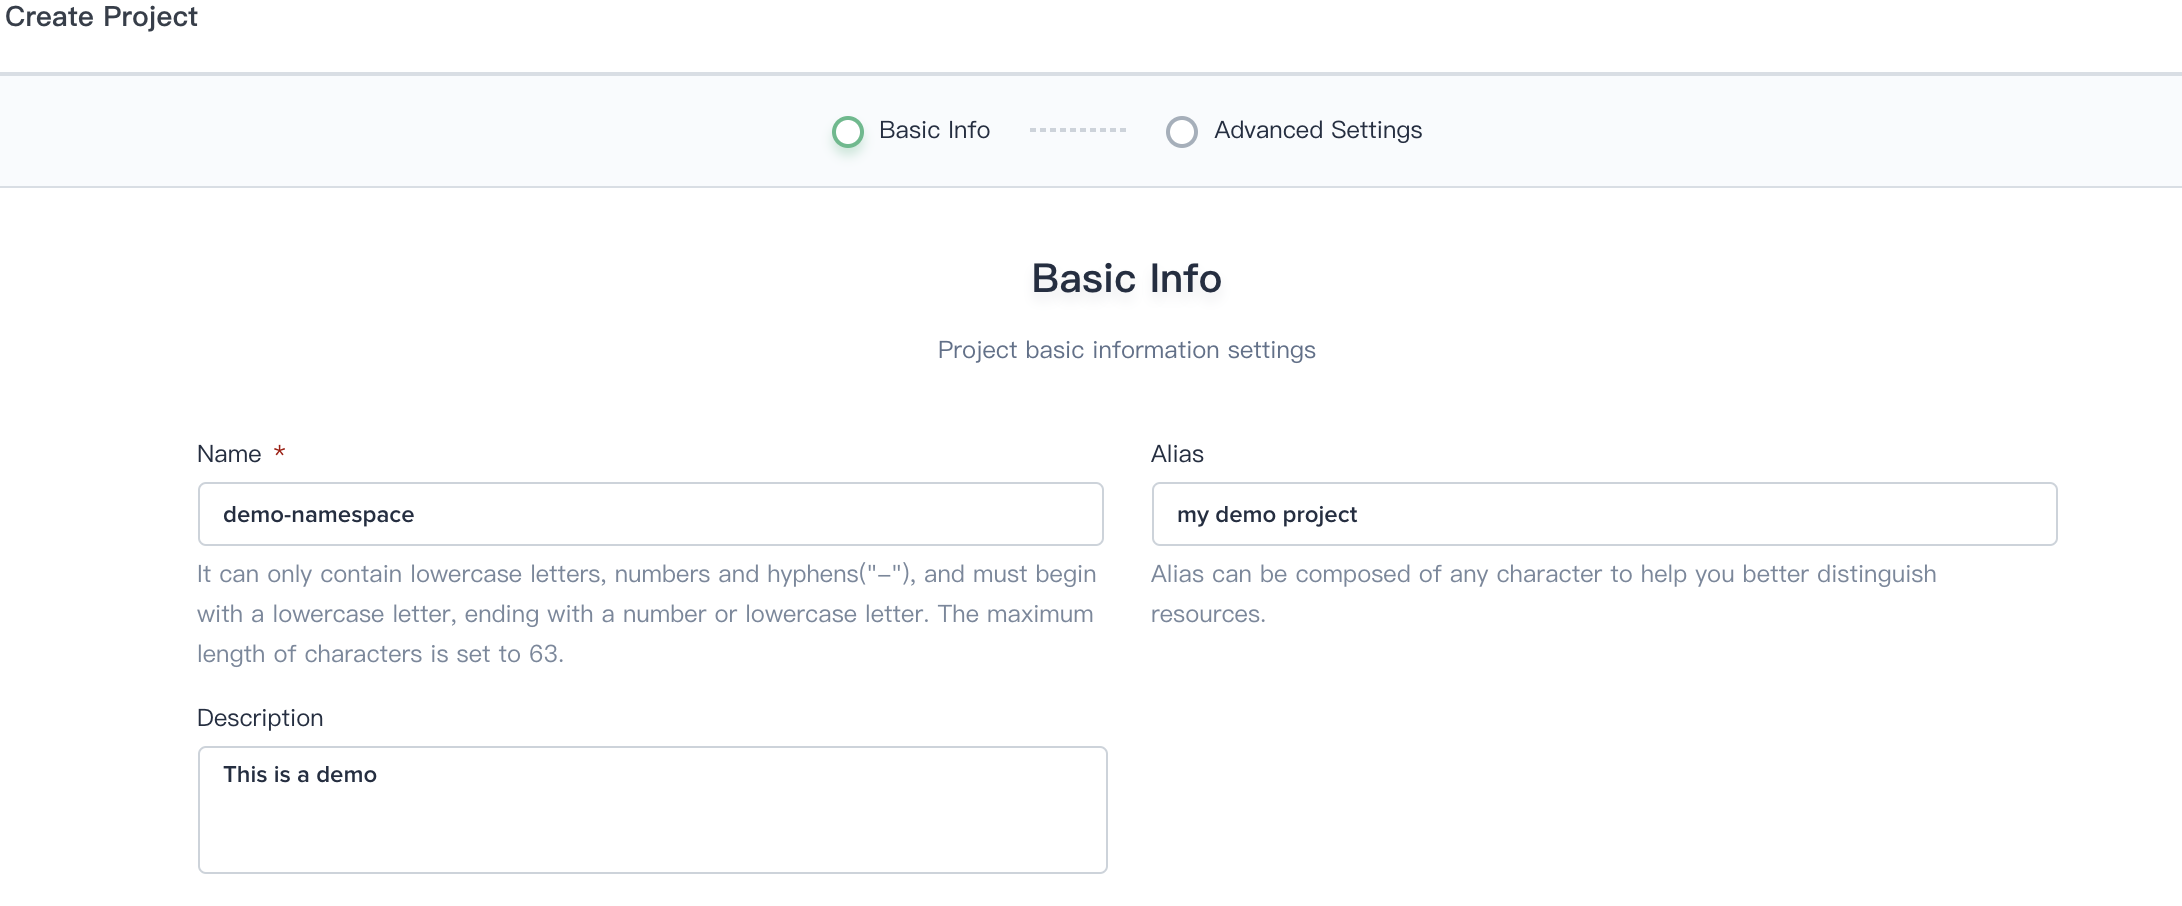 Create Project
Basic Info
Advanced Settings
Basic Info
Project basic information settings
Name *
demo-namespace
It can only contain lowercase letters, numbers and hyphens("-"), and must begin
with a lowercase letter, ending with a number or lowercase letter. The maximum
length of characters is set to 63.
Alias
my demo project
Alias can be composed of any character to help you better distinguish
resources.
Description
This is a demo